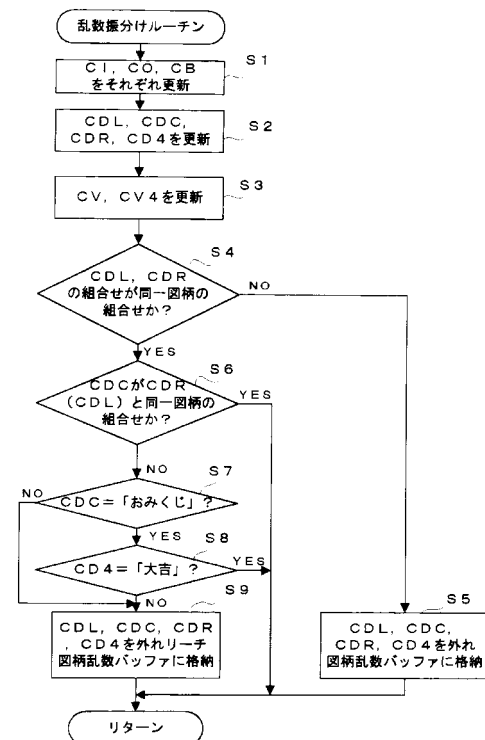 乱数振分けルーチン
S1
CI, CO, CB
をそれぞれ更新
S2
CDL, CDC,
CDR, CD4を更新
S3
CV, CV4を更新
S4
CDL, CDR
の組合せが同一図柄の
組合せか?
NO
YES
S6
CDCがCDR
(CDL)と同一図柄の
組合せか?
YES
NO
S7
NO
CDC=「おみくじ」?
YES
S8
CD4=「大吉」?
YES
NO
S9
CDL, CDC, CDR
, CD4を外れリーチ
図柄乱数バッファに格納
S5
CDL, CDC,
CDR, CD4を外れ
図柄乱数バッファに格納
リターン